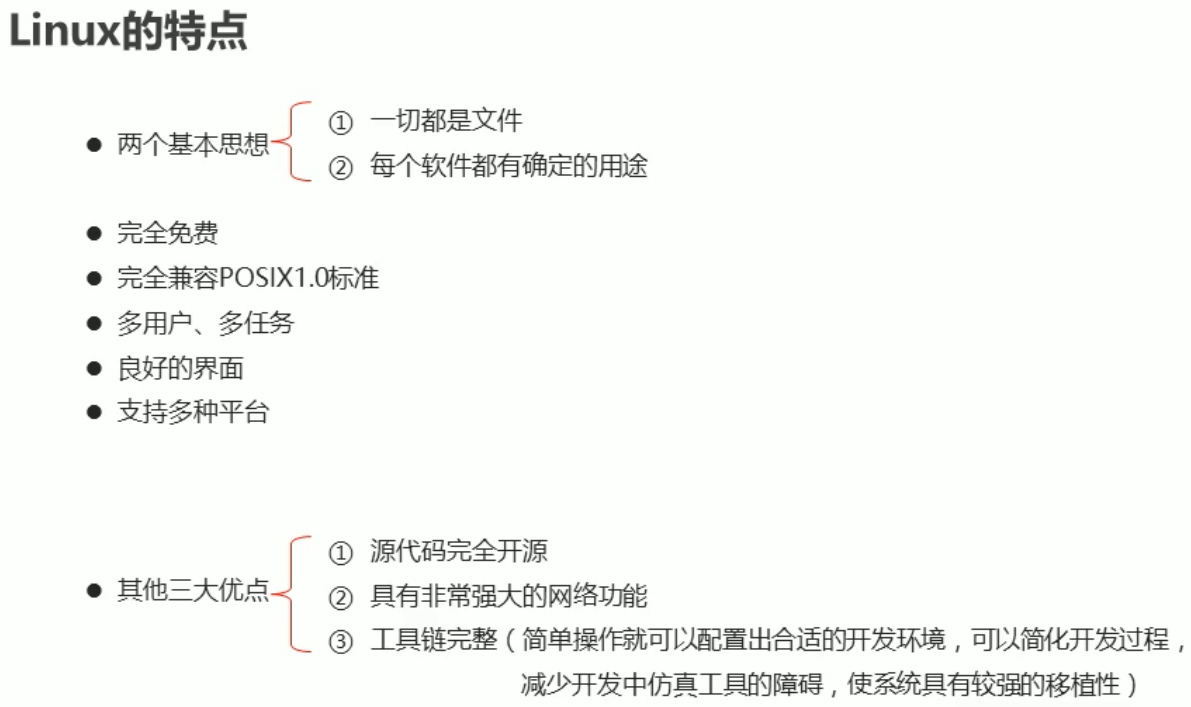 Linux的特点
● 两个基本思想
① 一切都是文件
② 每个软件都有确定的用途
● 完全免费
● 完全兼容POSIX1.0标准
● 多用户、多任务
● 良好的界面
● 支持多种平台
● 其他三大优点
① 源代码完全开源
② 具有非常强大的网络功能
③ 工具链完整（简单操作就可以配置出合适的开发环境，可以简化开发过程，
减少开发中仿真工具的障碍，使系统具有较强的移植性）